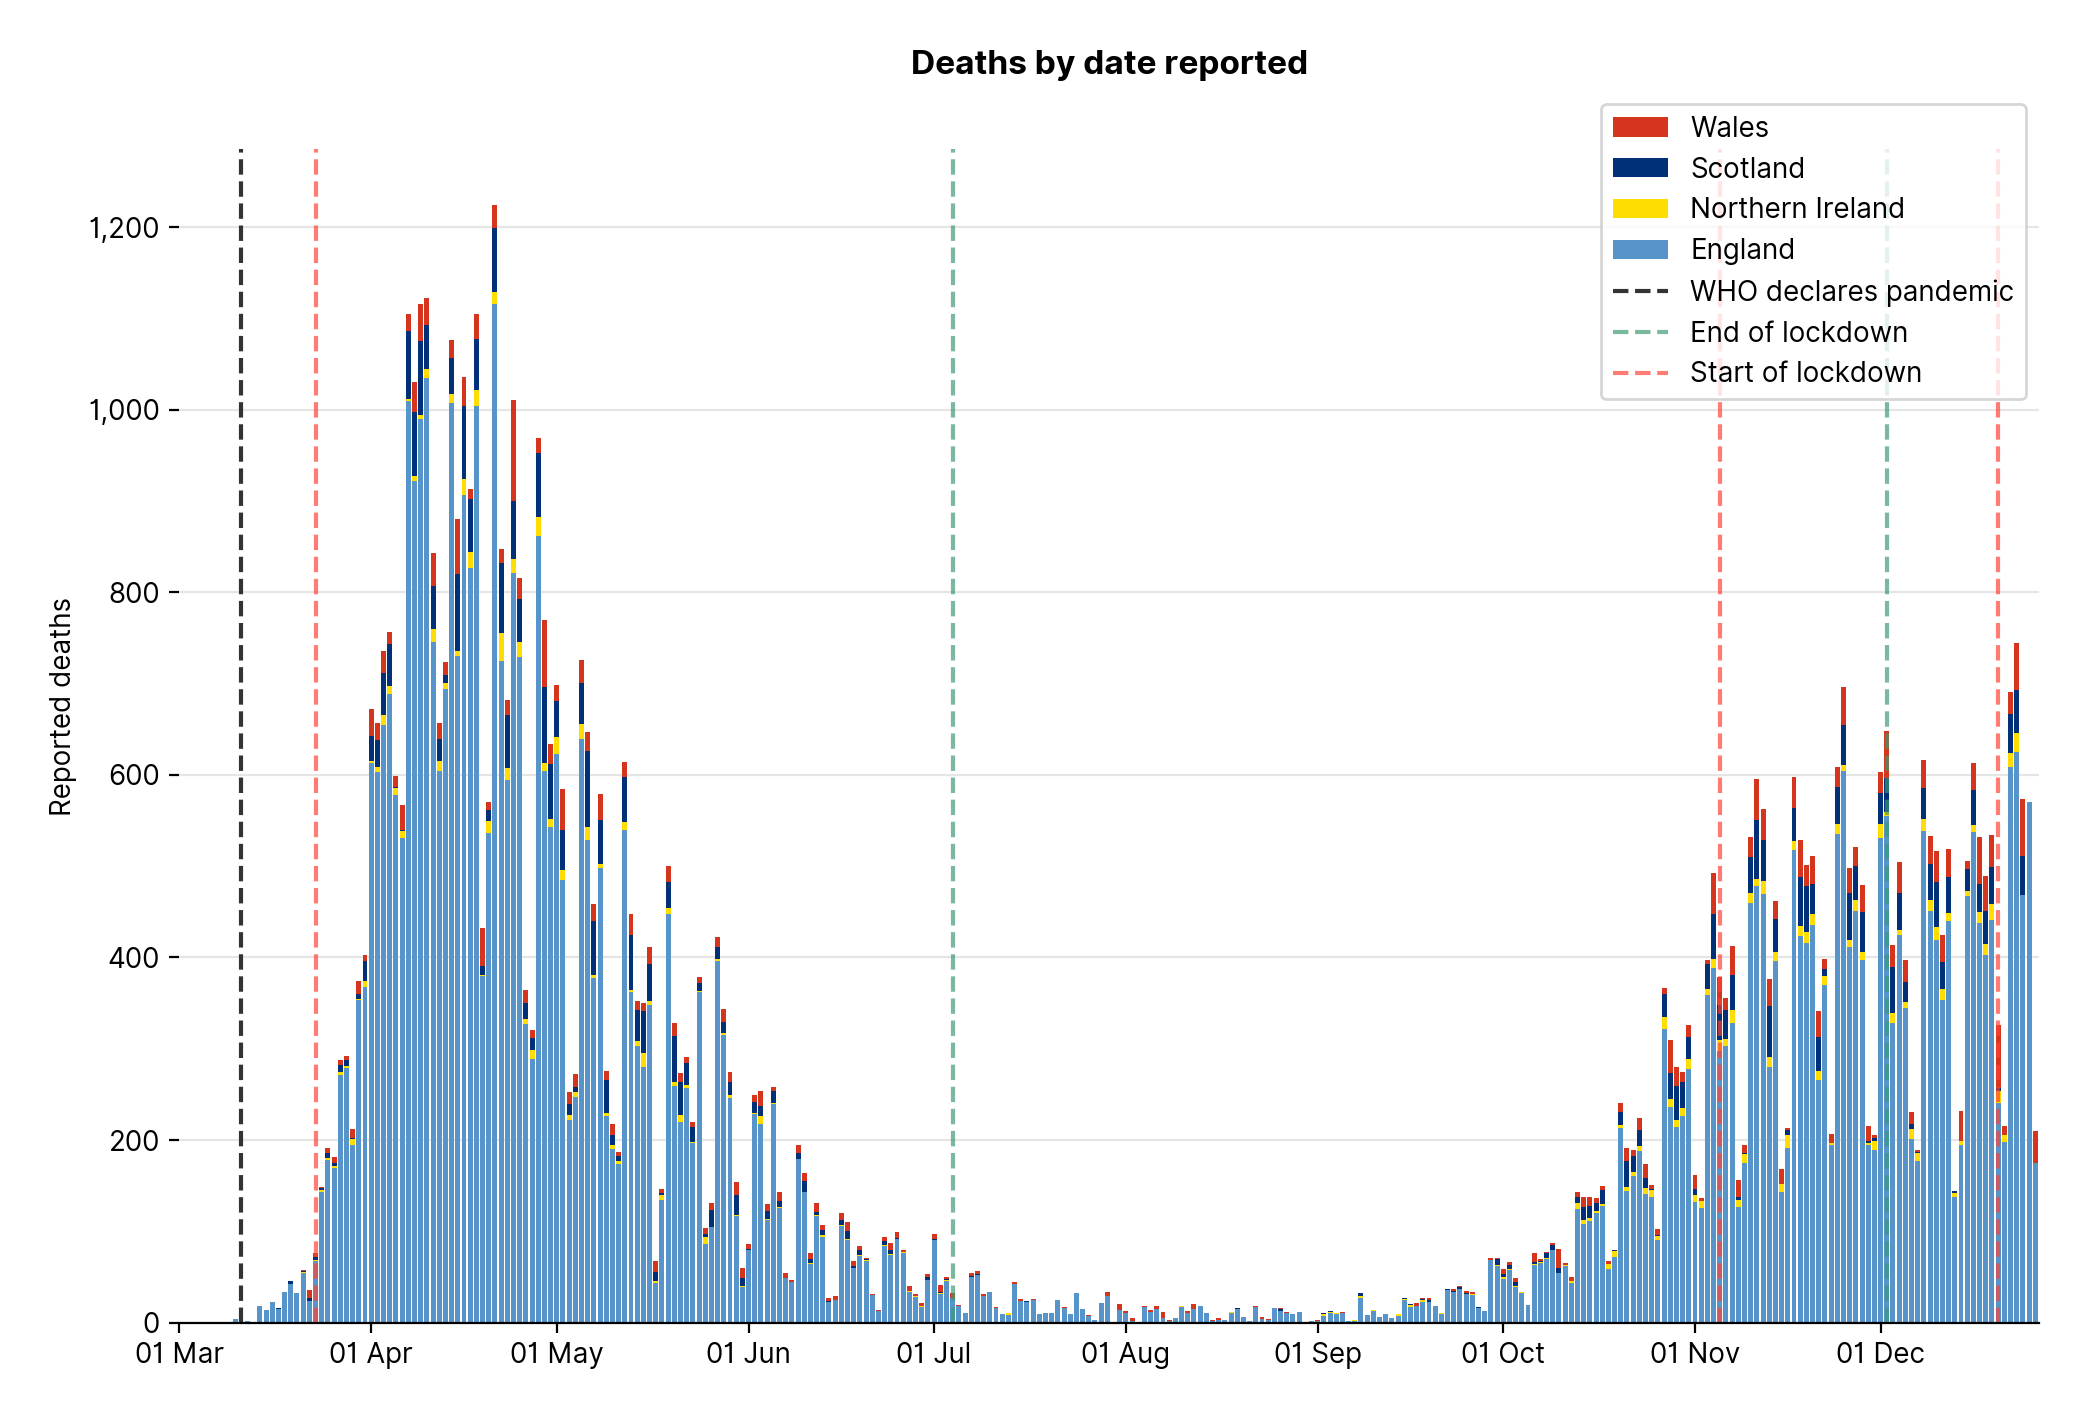 Deaths by date reported
Wales
Scotland
Northern Ireland
England
WHO declares pandemic
End of lockdown
Start of lockdown
Reported deaths
1,200
1,000
800
600
400
200
0
01 Mar
01 Apr
01 May
01 Jun
01 Jul
01 Aug
01 Sep
01 Oct
01 Nov
01 Dec